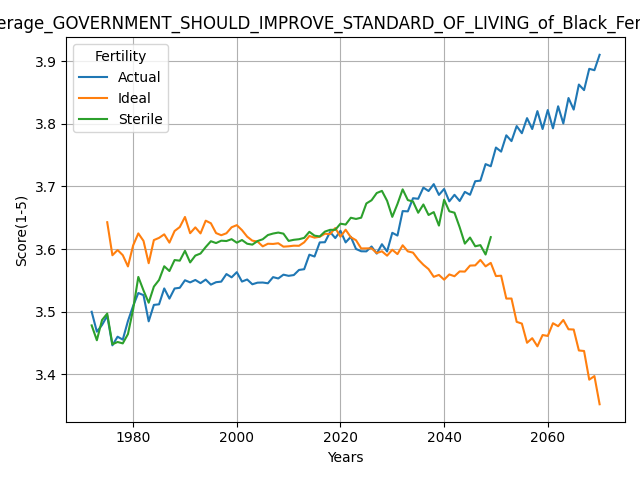 erage_GOVERNMENT_SHOULD_IMPROVE_STANDARD_OF_LIVING_of_Black_Fer
Fertility
Actual
Ideal
Sterile
Score(1-5)
3.9
3.8
3.7
3.6
3.5
3.4
1980 2000 2020 2040 2060
Years